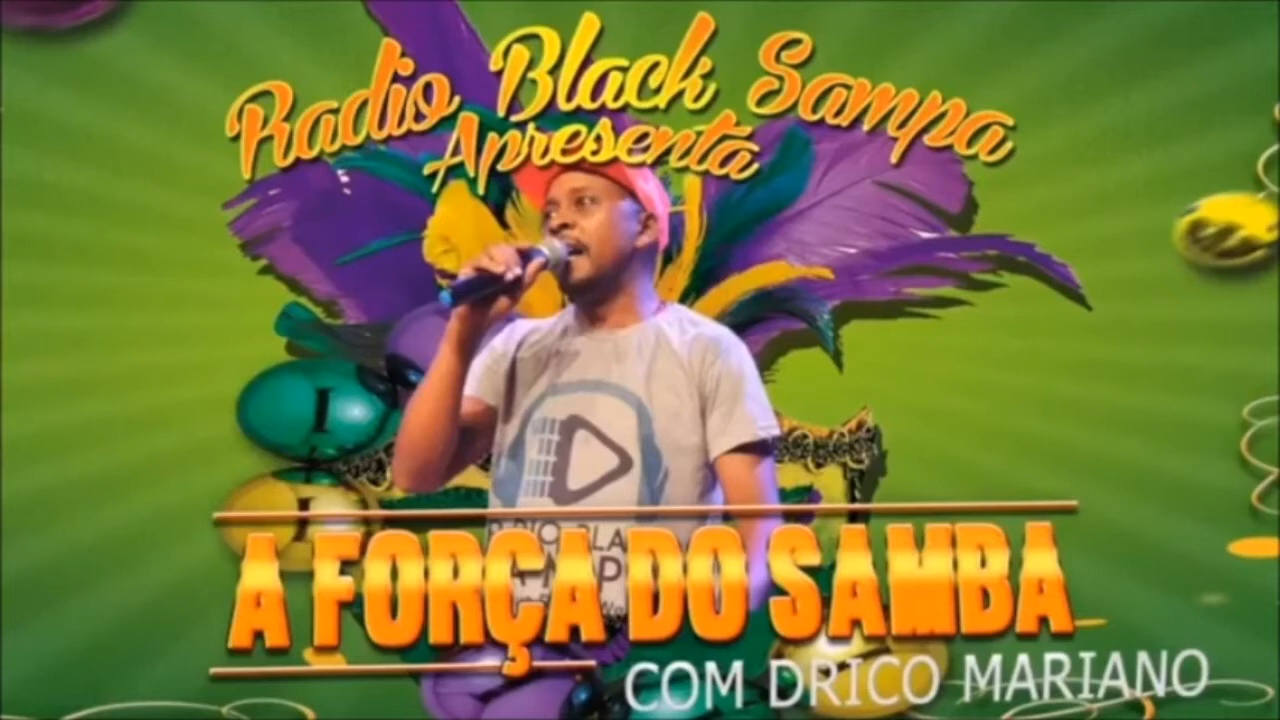 Radio Black Sampa
Apresenta
A FORÇA DO SAMBA
COM DRICO MARIANO